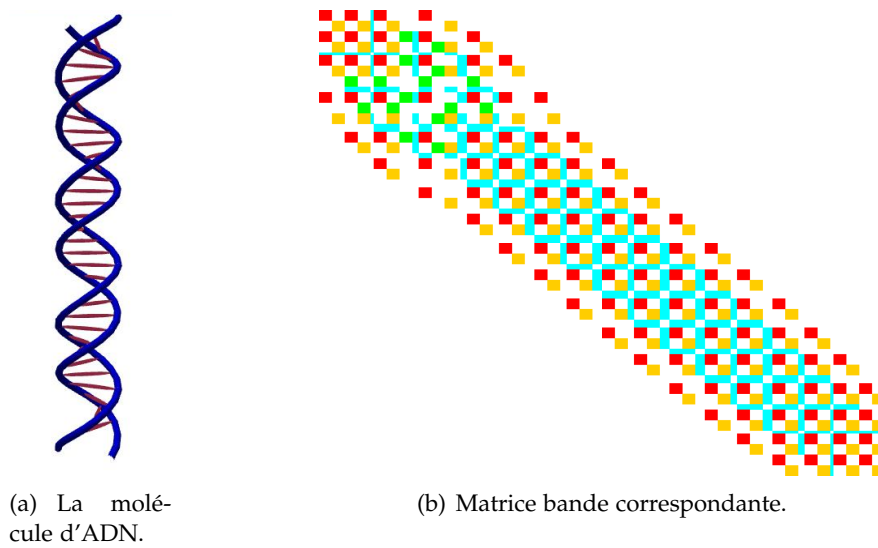 (a) La molé-
cule d'ADN.
(b) Matrice bande correspondante.